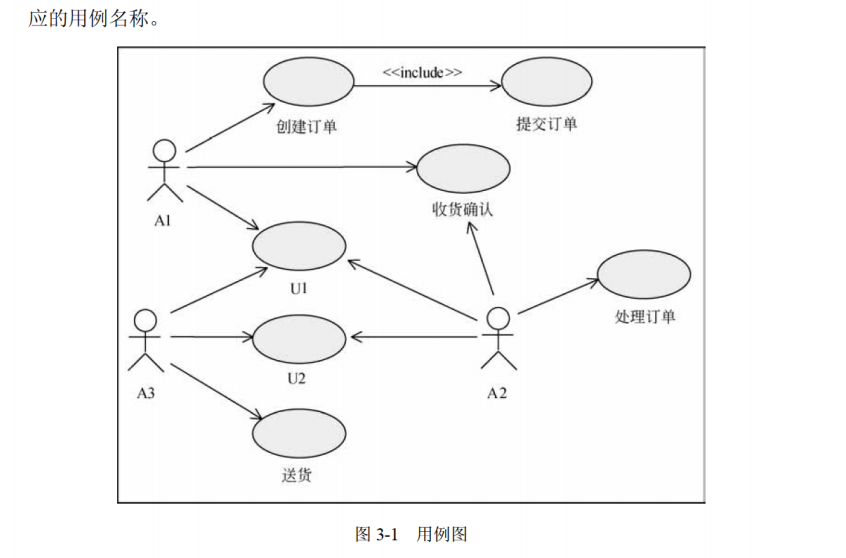 应的用例名称。
<<include>>
创建订单
提交订单
A1
收货确认
U1
处理订单
U2
A3
A2
送货
图 3-1 用例图